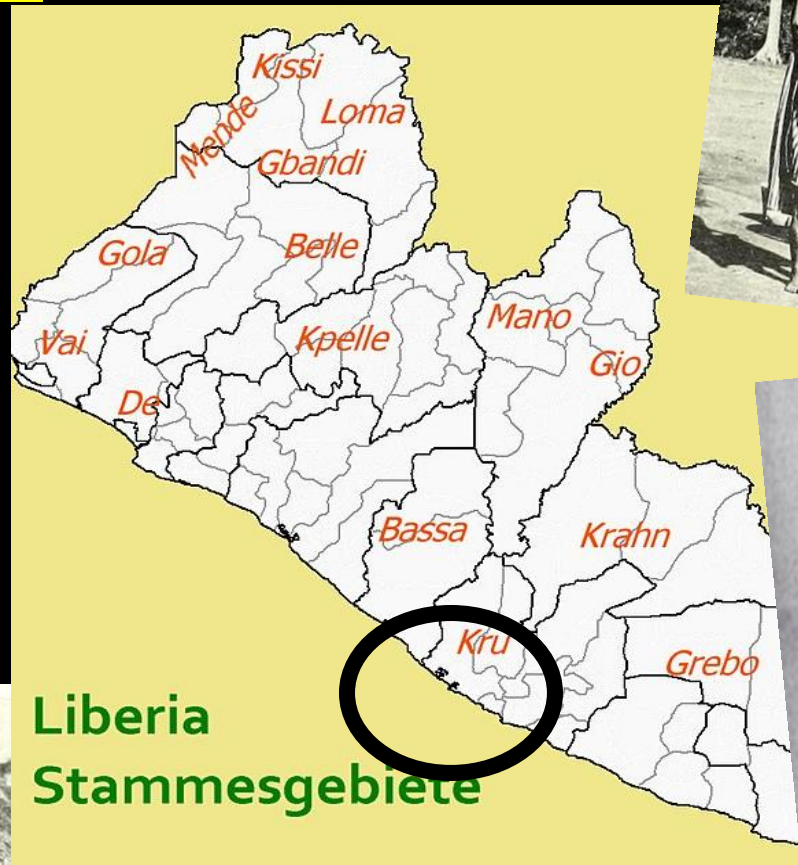 Kissi
Mende
Loma
Gbandi
Gola
Belle
Vai
Kpelle
Mano
Gio
De
Bassa
Krahn
Kru
Grebo
Liberia
Stammesgebiete